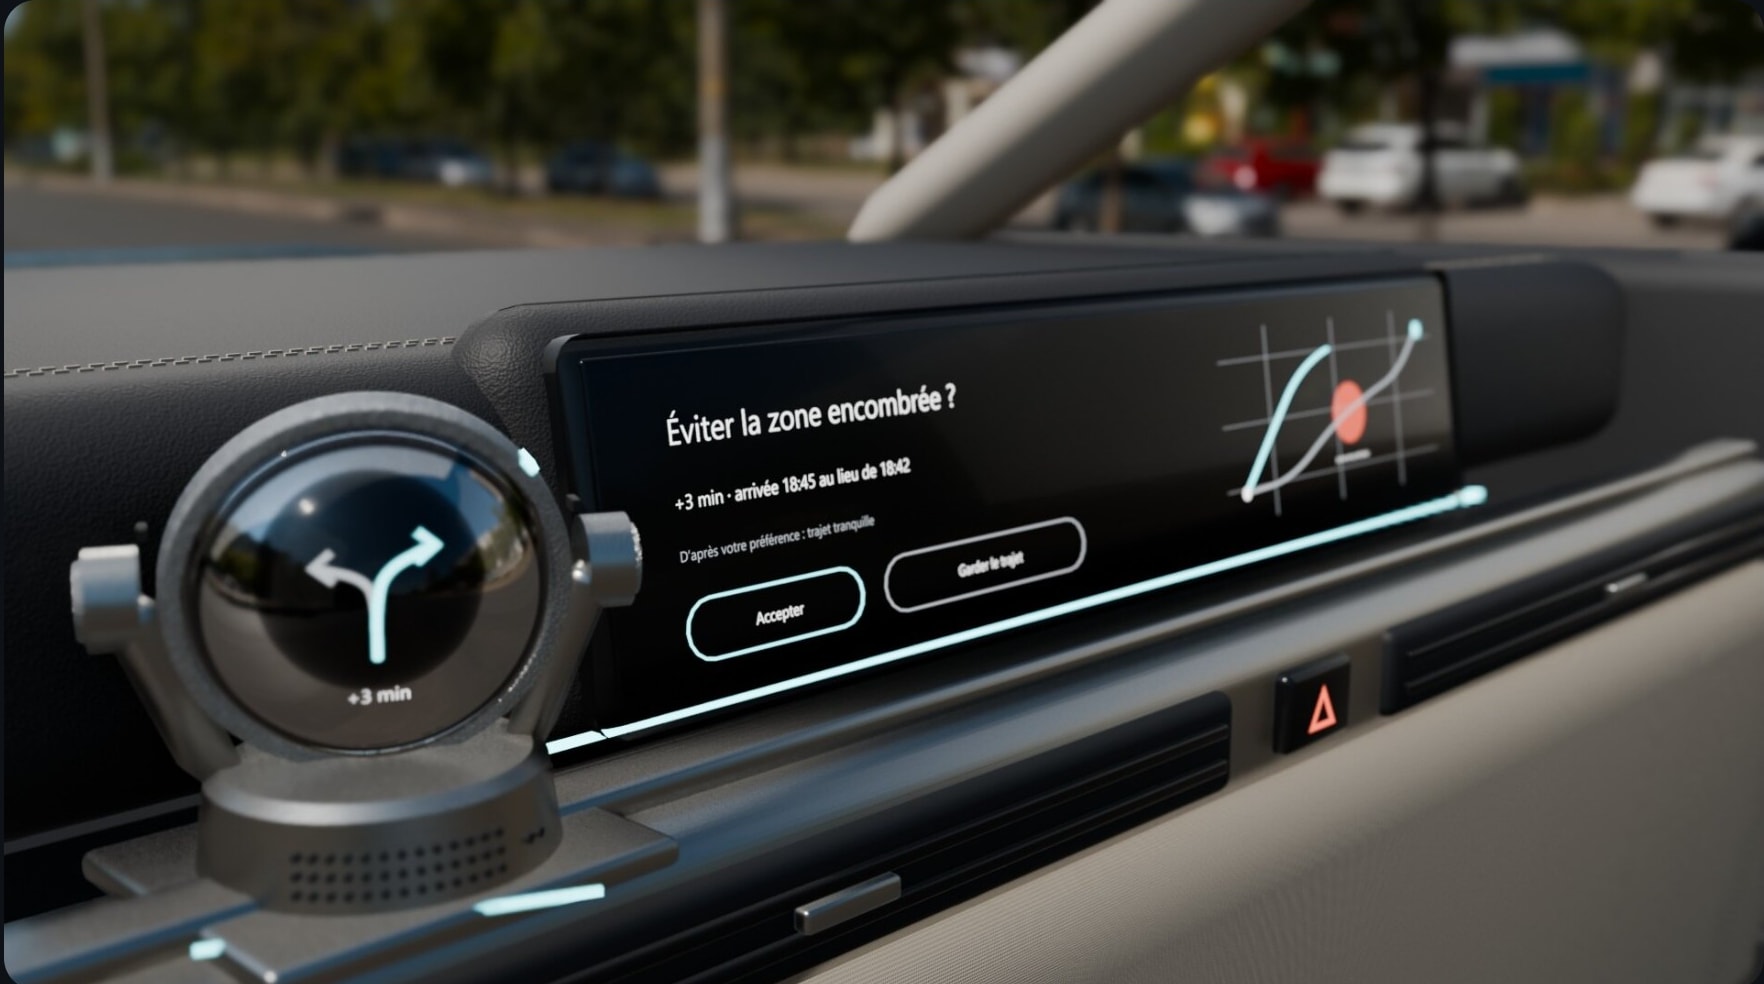 Éviter la zone encombrée ?
+3 min · arrivée 18:45 au lieu de 18:42
D'après votre préférence : trajet tranquille
Accepter
Garder le trajet
+3 min